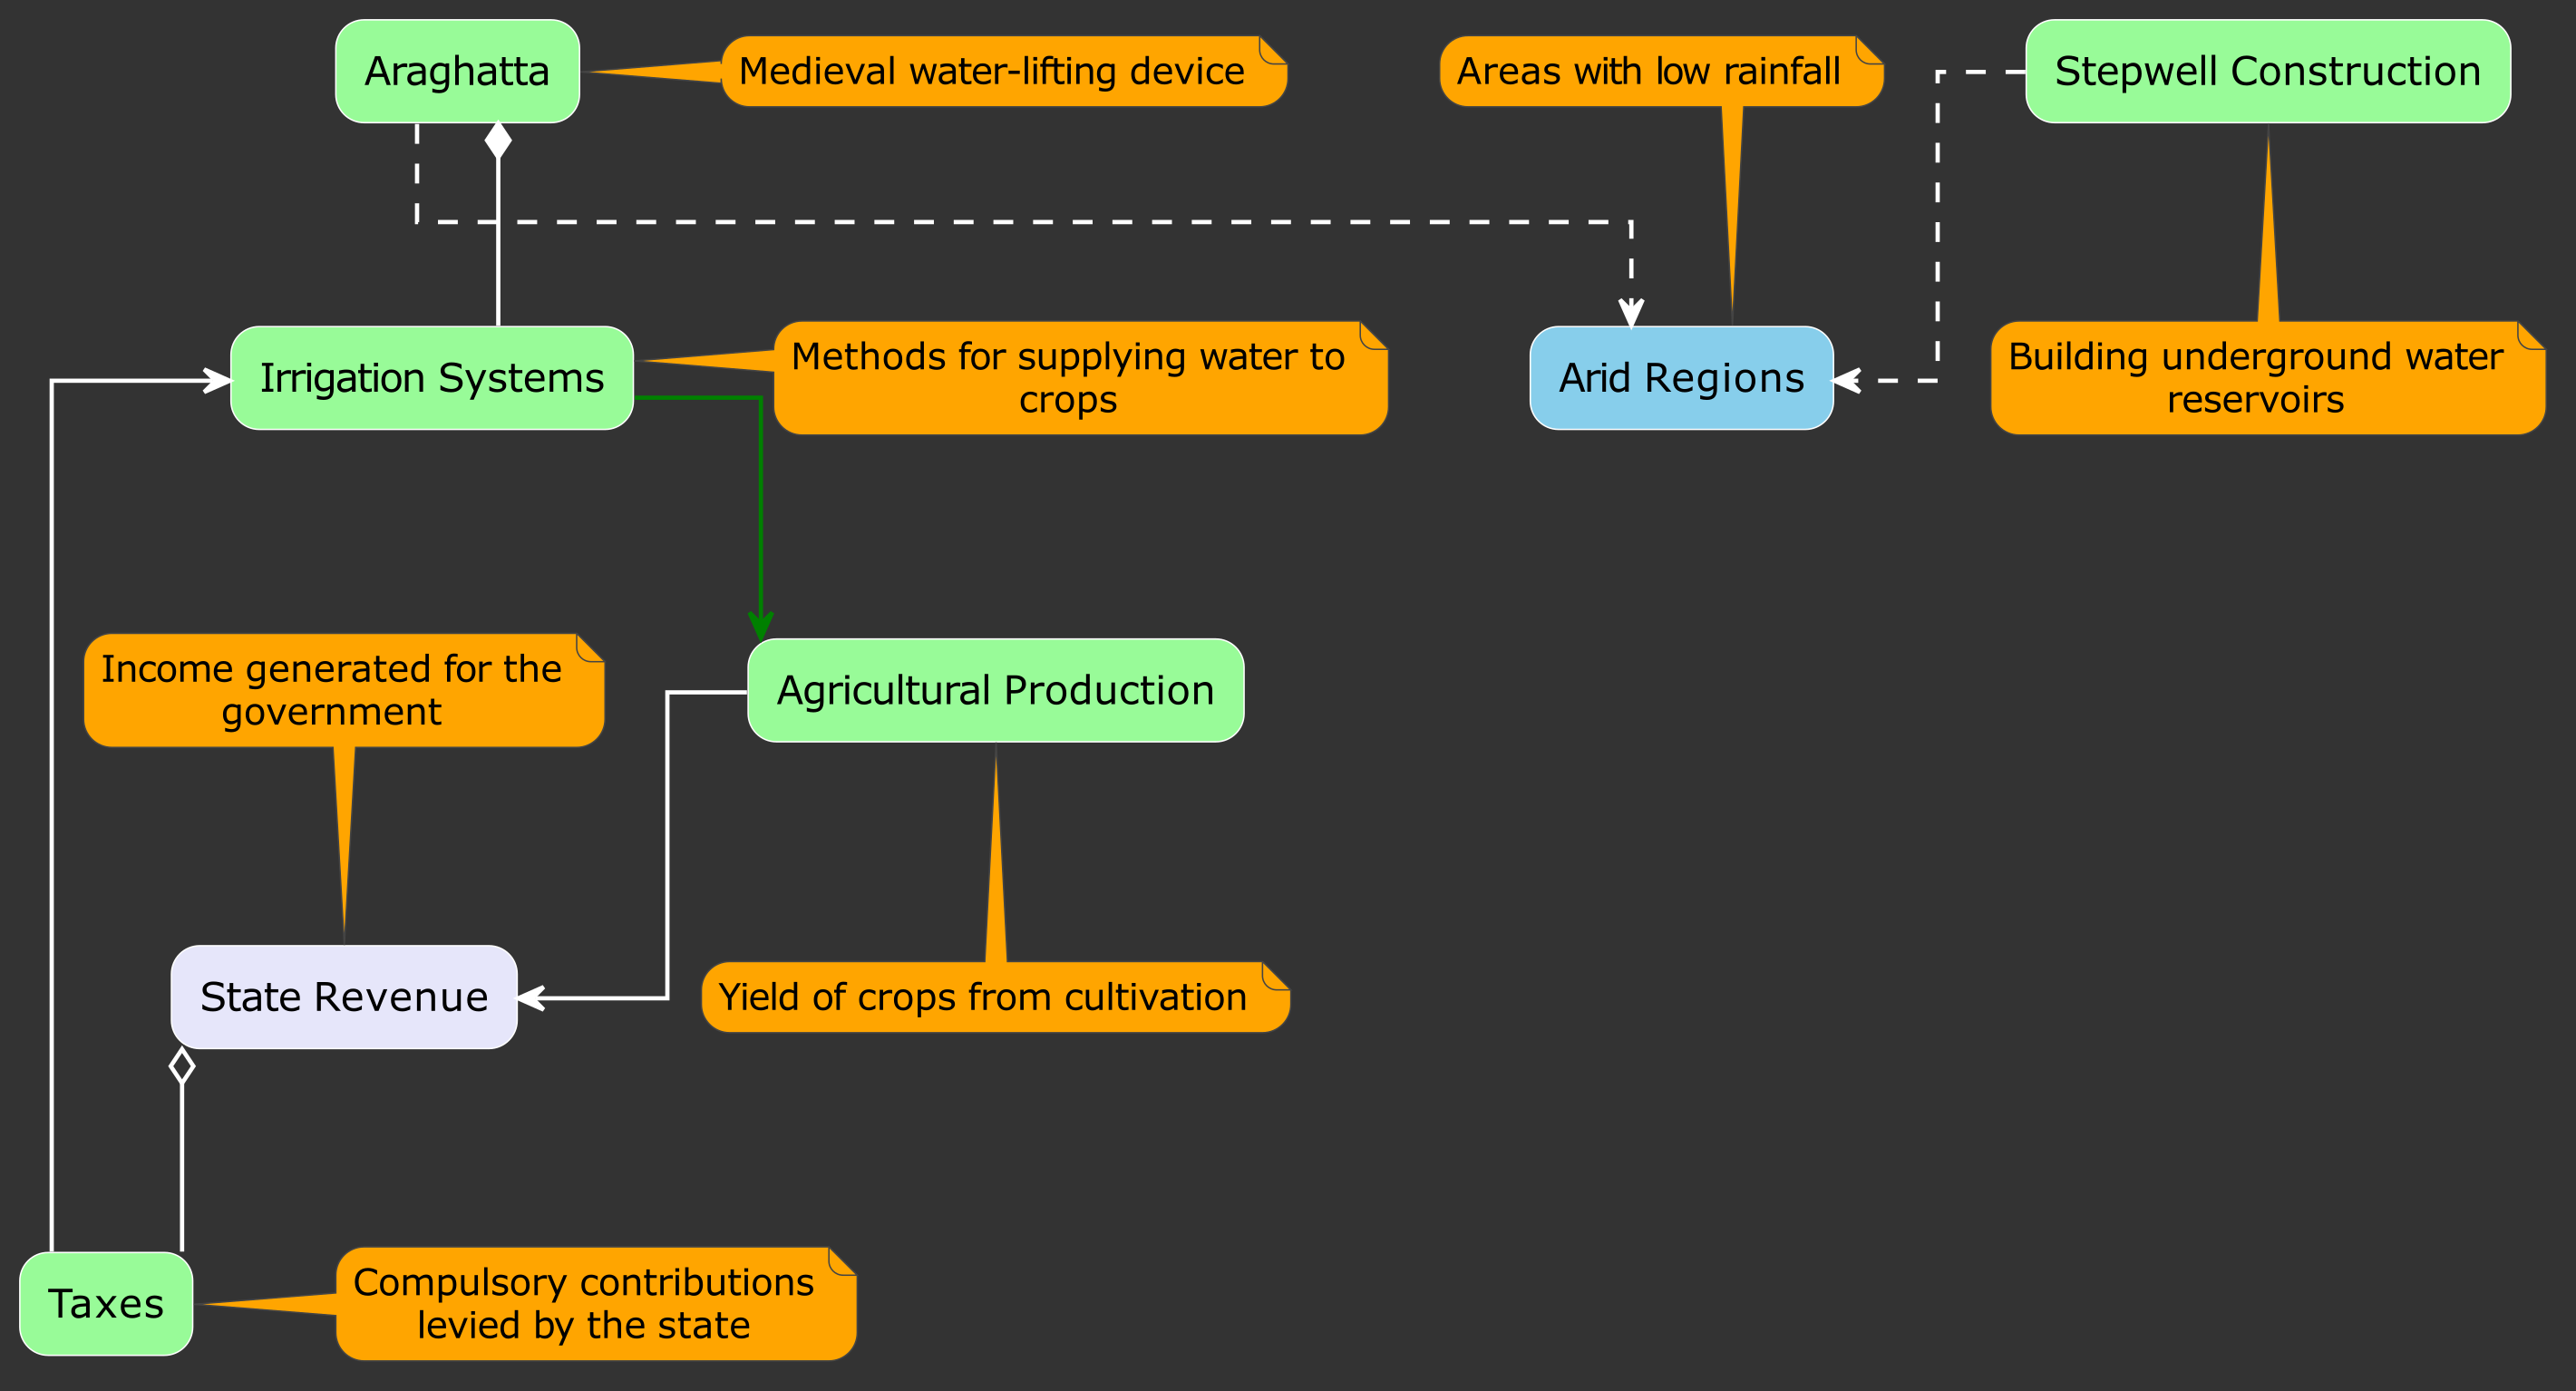 Araghatta
Medieval water-lifting device
Areas with low rainfall
Stepwell Construction
Irrigation Systems
Methods for supplying water to
crops
Arid Regions
Building underground water
reservoirs
Income generated for the
government
Agricultural Production
State Revenue
Yield of crops from cultivation
Taxes
Compulsory contributions
levied by the state